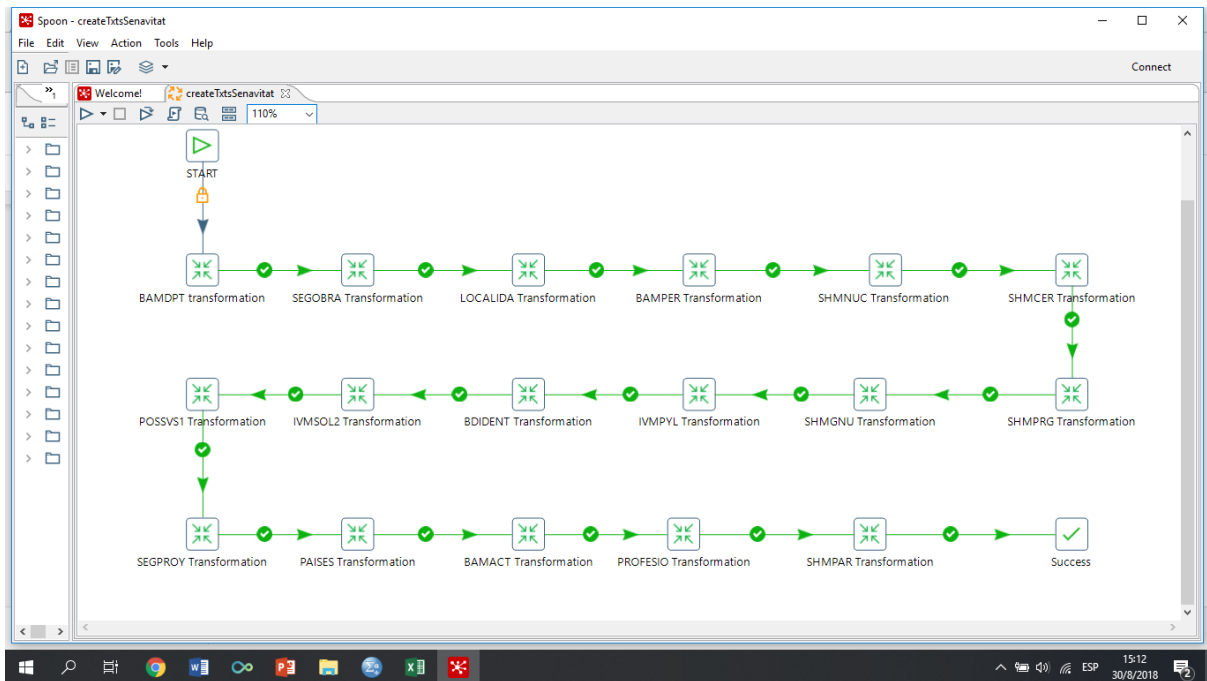 Spoon - createTxtsSenavitat
File Edit View Action Tools Help
Connect
»1
Welcome! createTxtsSenavitat
110%
START
BAMDPT transformation SEGOBRA Transformation LOCALIDA Transformation BAMPER Transformation SHMNUC Transformation SHMCER Transformation
POSSVS1 Transformation IVMSOL2 Transformation BDIDENT Transformation IVMPYL Transformation SHMGNU Transformation SHMPRG Transformation
SEGPROY Transformation PAISES Transformation BAMACT Transformation PROFESIO Transformation SHMPAR Transformation Success
ESP
15:12
30/8/2018
2